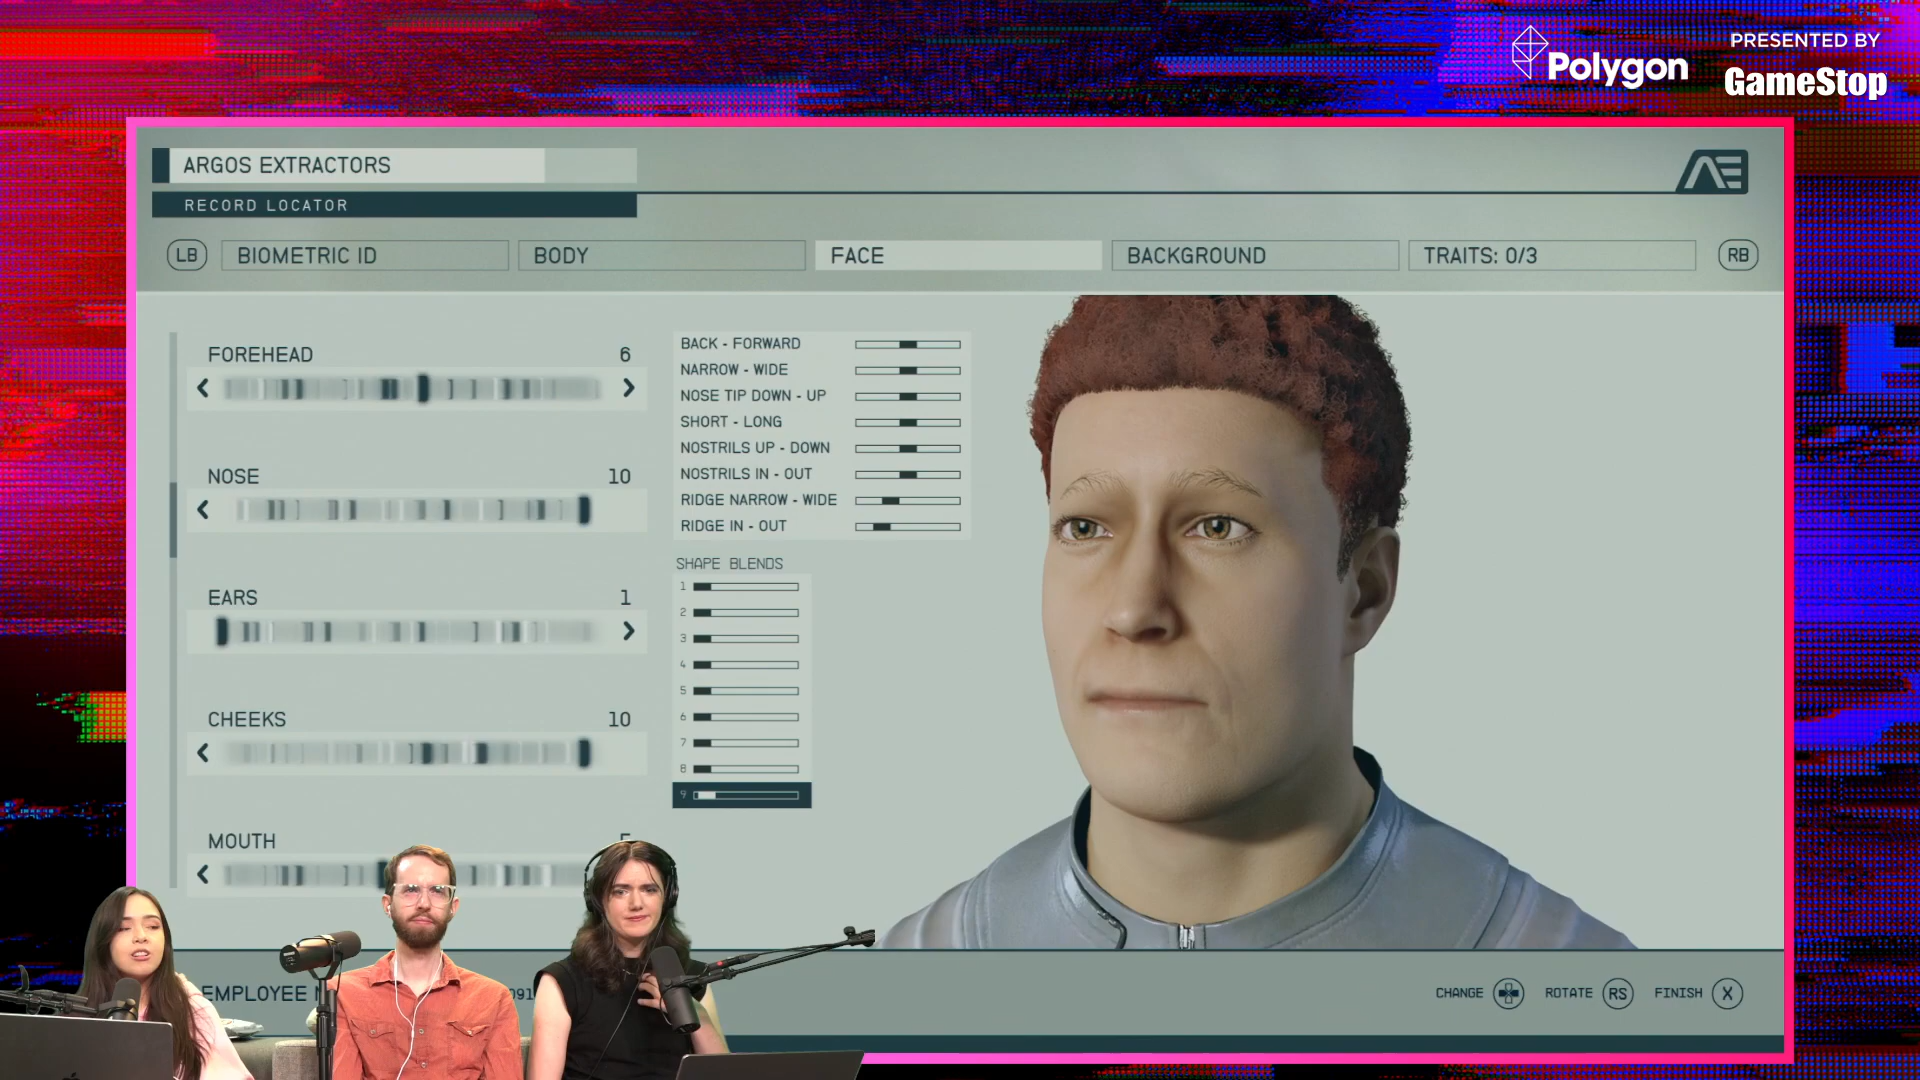 Polygon
PRESENTED BY
GameStop
ARGOS EXTRACTORS
RECORD LOCATOR
LB
BIOMETRIC ID
BODY
FACE
BACKGROUND
TRAITS: 0/3
RB
FOREHEAD 6
NOSE 10
EARS 1
CHEEKS 10
MOUTH
BACK - FORWARD
NARROW - WIDE
NOSE TIP DOWN - UP
SHORT - LONG
NOSTRILS UP - DOWN
NOSTRILS IN - OUT
RIDGE NARROW - WIDE
RIDGE IN - OUT
SHAPE BLENDS
1
2
3
4
5
6
7
8
9
EMPLOYEE
091
CHANGE
ROTATE RS
FINISH X